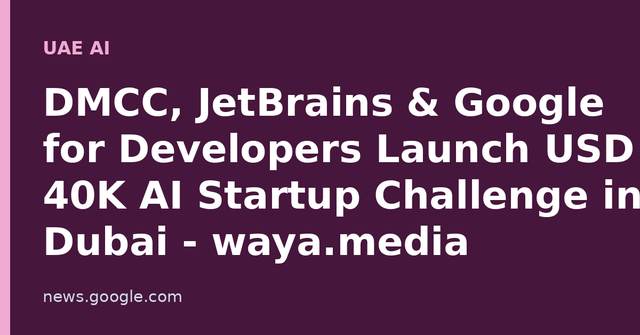 UAE AI
DMCC, JetBrains & Google
for Developers Launch USD
40K AI Startup Challenge in
Dubai - waya.media
news.google.com